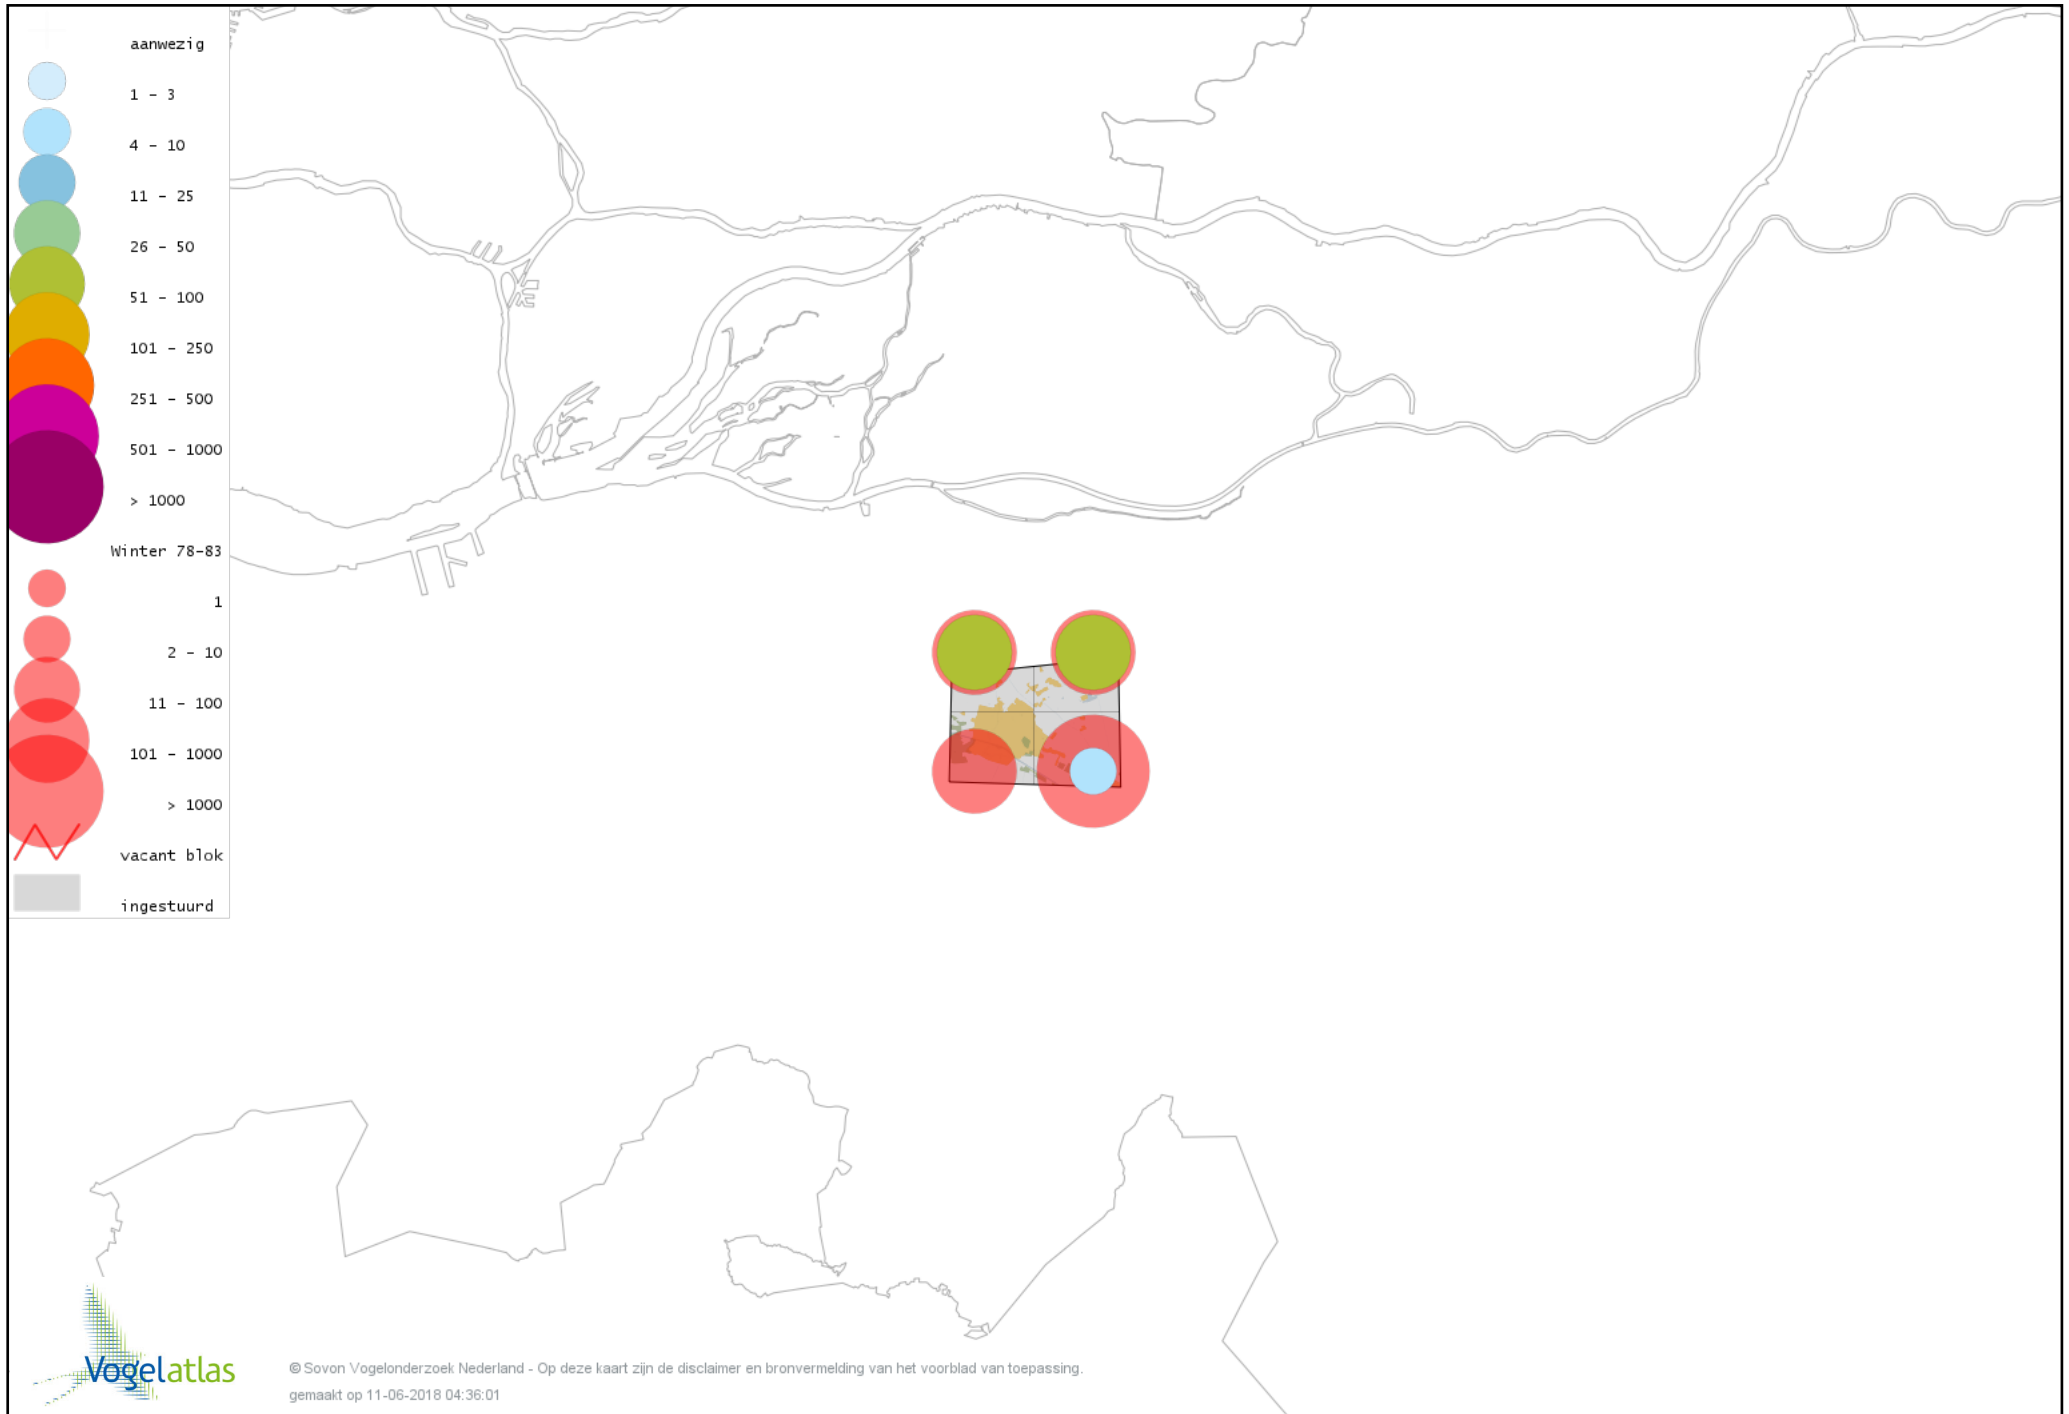 aanwezig
1 - 3
4 - 10
11 - 25
26 - 50
51 - 100
101 - 250
251 - 500
501 - 1000
> 1000
Winter 78-83
1
2 - 10
11 - 100
101 - 1000
> 1000
vacant blok
ingestuurd
Vogelatlas
© Sovon Vogelonderzoek Nederland - Op deze kaart zijn de disclaimer en bronvermelding van het voorblad van toepassing.
gemaakt op 11-06-2018 04:36:01